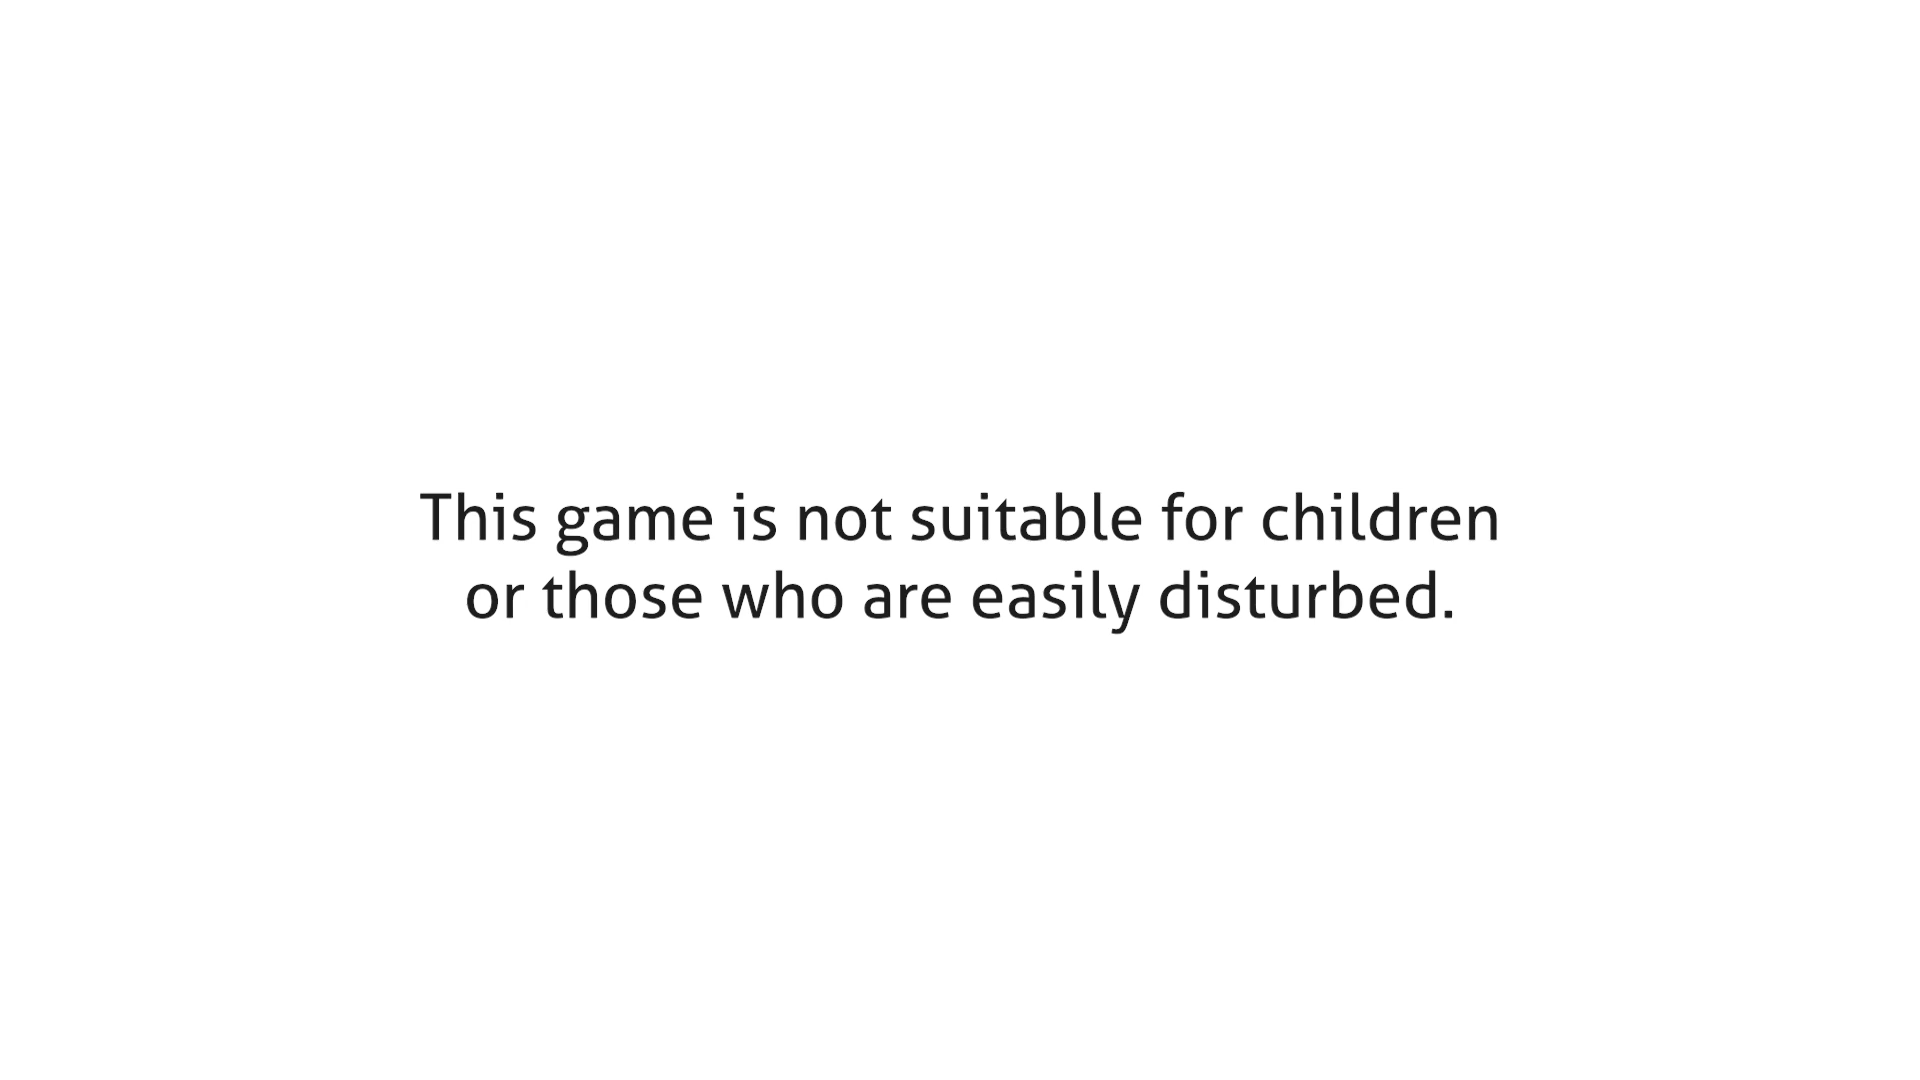 This game is not suitable for children
or those who are easily disturbed.